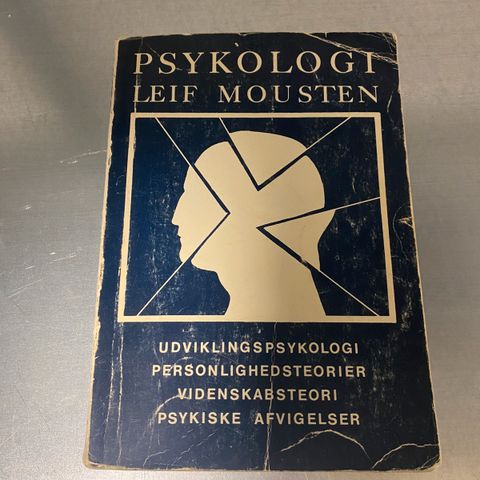 PSYKOLOGI
LEIF MOUSTEN
UDVIKLINGSPSYKOLOGI
PERSONLIGHEDSTEORIER
VIDENSKABSTEORI
PSYKISKE AFVIGELSER